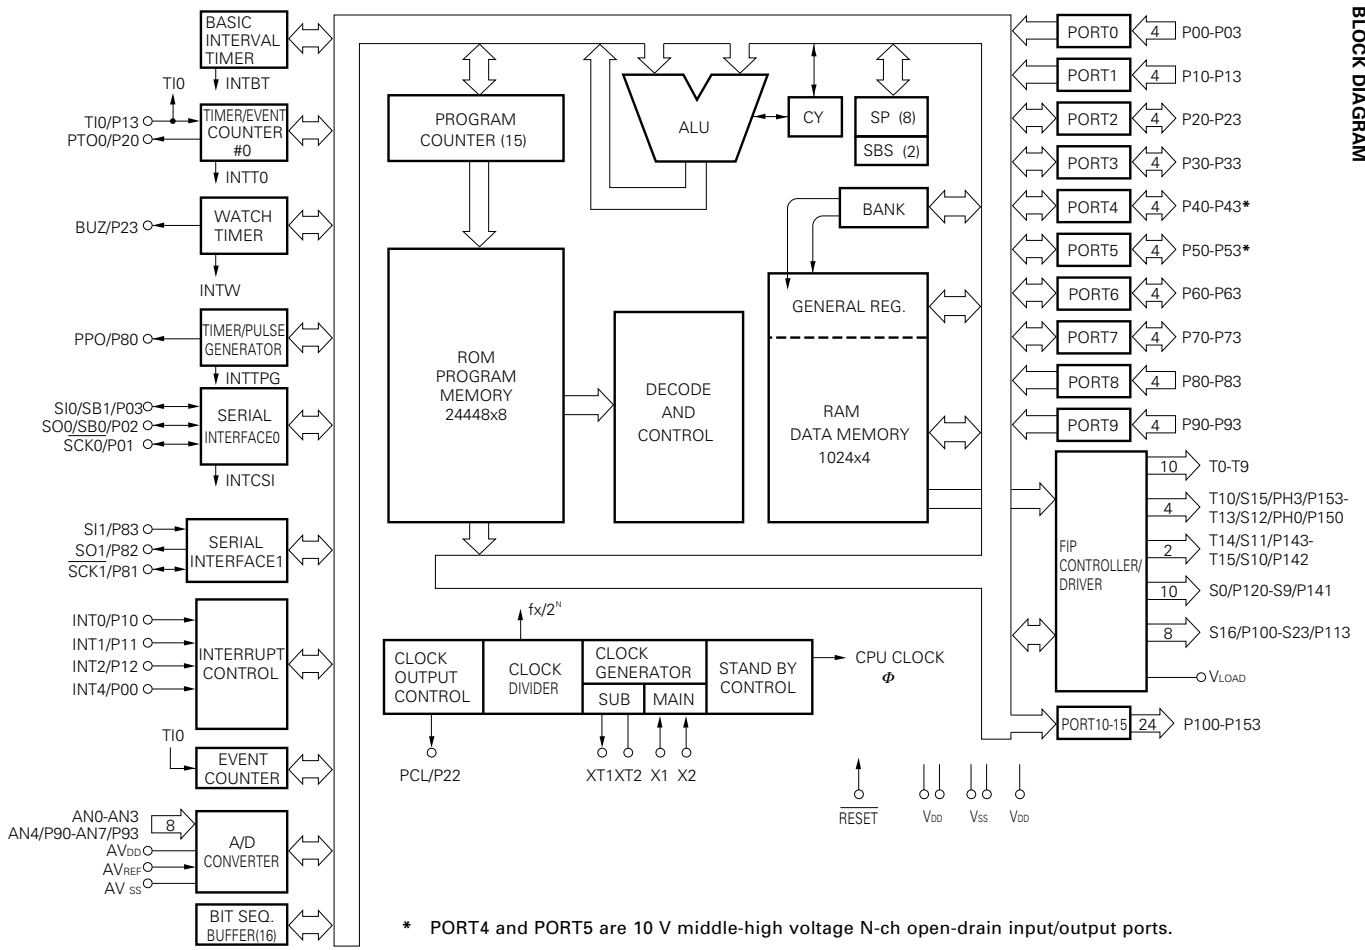 BLOCK DIAGRAM
BASIC
INTERVAL
TIMER
INTBT
TI0
TI0/P13
PTO0/P20
TIMER/EVENT
COUNTER
#0
INTT0
BUZ/P23
WATCH
TIMER
INTW
PPO/P80
TIMER/PULSE
GENERATOR
INTTPG
SI0/SB1/P03
SO0/SB0/P02
SCK0/P01
SERIAL
INTERFACE0
INTCSI
SI1/P83
SO1/P82
SCK1/P81
SERIAL
INTERFACE1
INT0/P10
INT1/P11
INT2/P12
INT4/P00
INTERRUPT
CONTROL
TI0
EVENT
COUNTER
AN0-AN3
AN4/P90-AN7/P93
8
AVDD
AVREF
AV SS
A/D
CONVERTER
BIT SEQ.
BUFFER(16)
PROGRAM
COUNTER (15)
ALU
CY
SP (8)
SBS (2)
BANK
GENERAL REG.
RAM
DATA MEMORY
1024x4
ROM
PROGRAM
MEMORY
24448x8
DECODE
AND
CONTROL
fx/2N
CLOCK
OUTPUT
CONTROL
CLOCK
DIVIDER
CLOCK
GENERATOR
SUB
MAIN
STAND BY
CONTROL
CPU CLOCK
Φ
PCL/P22
XT1 XT2 X1 X2
RESET
VDD
VSS
VDD
PORT0 4 P00-P03
PORT1 4 P10-P13
PORT2 4 P20-P23
PORT3 4 P30-P33
PORT4 4 P40-P43*
PORT5 4 P50-P53*
PORT6 4 P60-P63
PORT7 4 P70-P73
PORT8 4 P80-P83
PORT9 4 P90-P93
FIP
CONTROLLER/
DRIVER
10 T0-T9
4 T10/S15/PH3/P153-
T13/S12/PH0/P150
2 T14/S11/P143-
T15/S10/P142
10 S0/P120-S9/P141
8 S16/P100-S23/P113
VLOAD
PORT10-15 24 P100-P153
* PORT4 and PORT5 are 10 V middle-high voltage N-ch open-drain input/output ports.